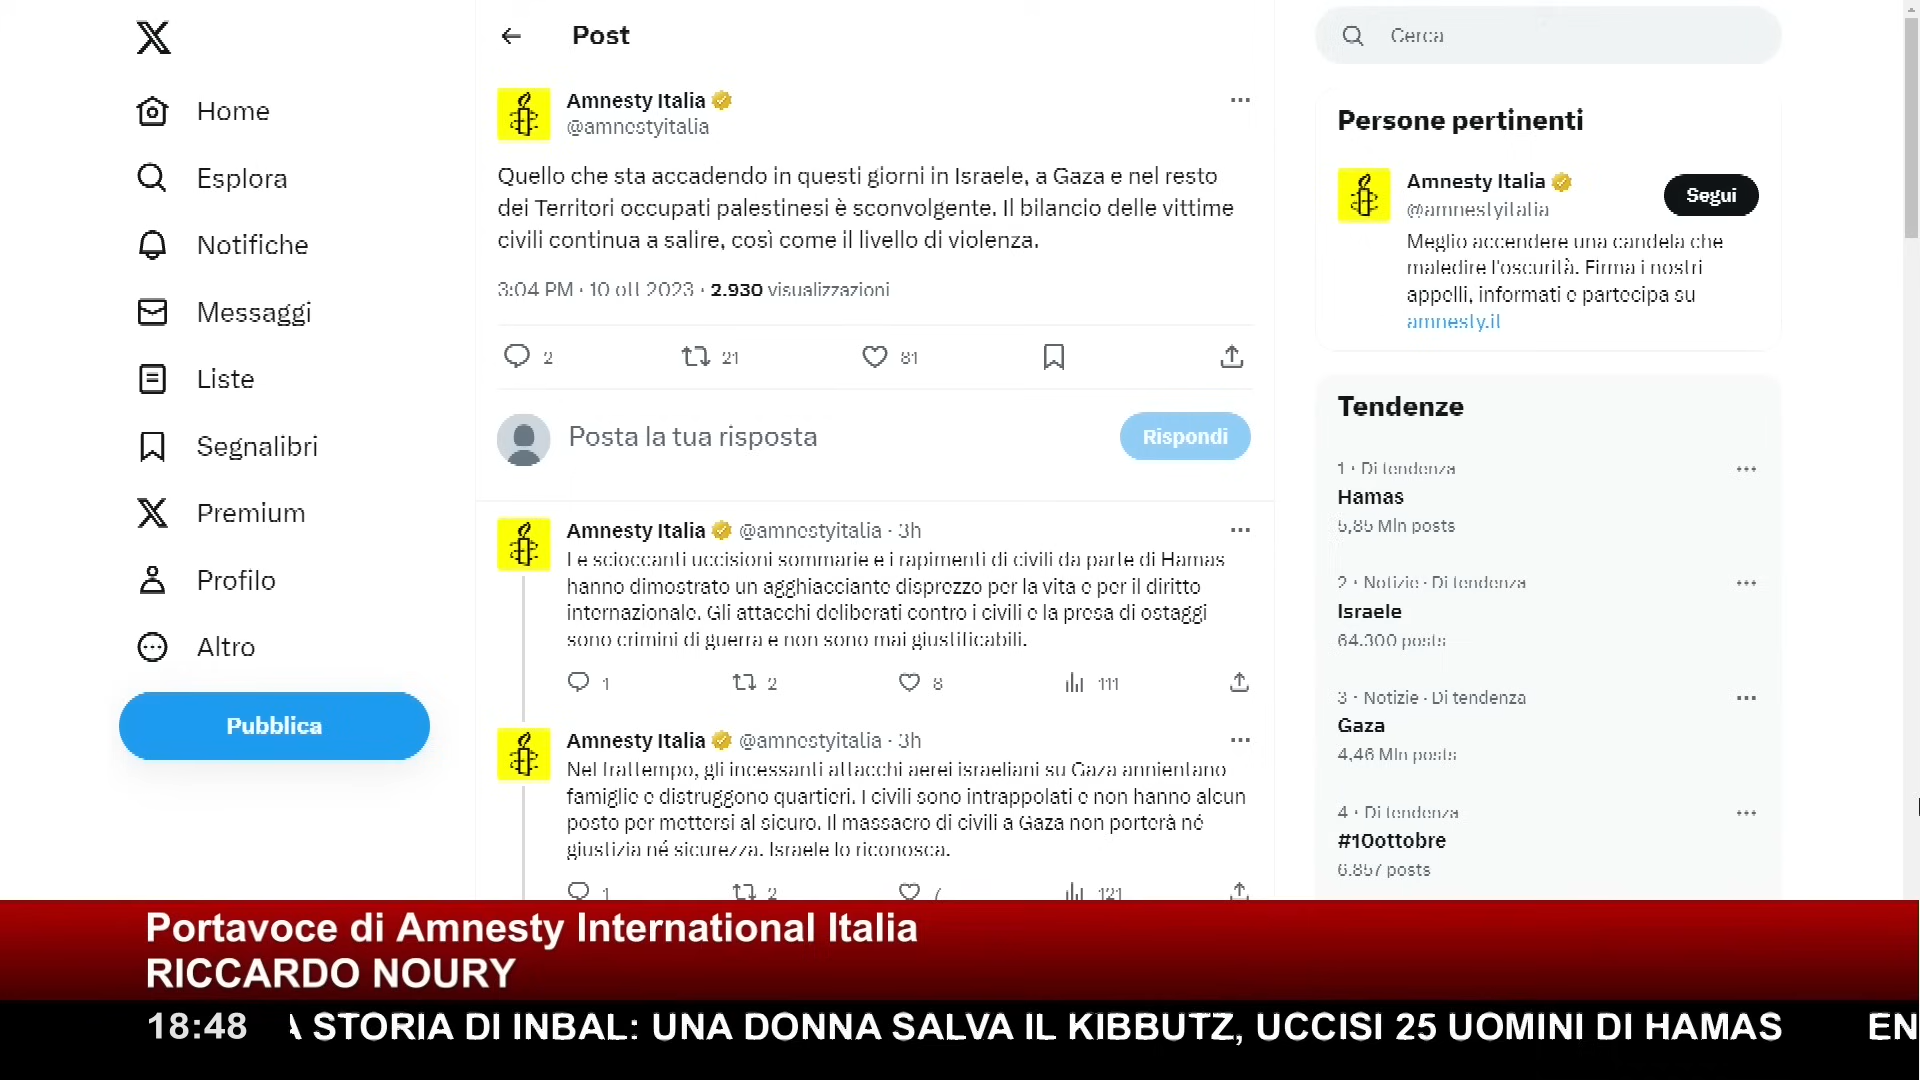 Home
Esplora
Notifiche
Messaggi
Liste
Segnalibri
Premium
Profilo
Altro
Pubblica
Post
Amnesty Italia
@amnestyitalia
Quello che sta accadendo in questi giorni in Israele, a Gaza e nel resto
dei Territori occupati palestinesi è sconvolgente. Il bilancio delle vittime
civili continua a salire, così come il livello di violenza.
3:04 PM · 10 ott 2023 · 2.930 visualizzazioni
2 21 81
Posta la tua risposta
Rispondi
Amnesty Italia @amnestyitalia · 3h
Le scioccanti uccisioni sommarie e i rapimenti di civili da parte di Hamas
hanno dimostrato un agghiacciante disprezzo per la vita e per il diritto
internazionale. Gli attacchi deliberati contro i civili e la presa di ostaggi
sono crimini di guerra e non sono mai giustificabili.
1 2 8 111
Amnesty Italia @amnestyitalia · 3h
Nel frattempo, gli incessanti attacchi aerei israeliani su Gaza annientano
famiglie e distruggono quartieri. I civili sono intrappolati e non hanno alcun
posto per mettersi al sicuro. Il massacro di civili a Gaza non porterà né
giustizia né sicurezza. Israele lo riconosca.
1 2 7 121
Cerca
Persone pertinenti
Amnesty Italia
@amnestyitalia
Segui
Meglio accendere una candela che
maledire l'oscurità. Firma i nostri
appelli, informati e partecipa su
amnesty.it
Tendenze
1 · Di tendenza
Hamas
5,85 Mln posts
2 · Notizie · Di tendenza
Israele
64.300 posts
3 · Notizie · Di tendenza
Gaza
4,46 Mln posts
4 · Di tendenza
#10ottobre
6.857 posts
Portavoce di Amnesty International Italia
RICCARDO NOURY
18:48 A STORIA DI INBAL: UNA DONNA SALVA IL KIBBUTZ, UCCISI 25 UOMINI DI HAMAS EN